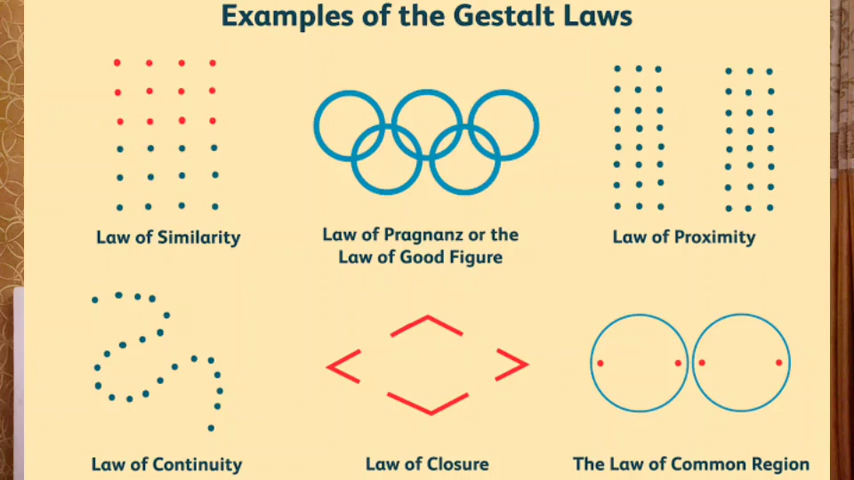 Examples of the Gestalt Laws
Law of Similarity
Law of Pragnanz or the
Law of Good Figure
Law of Proximity
Law of Continuity
Law of Closure
The Law of Common Region